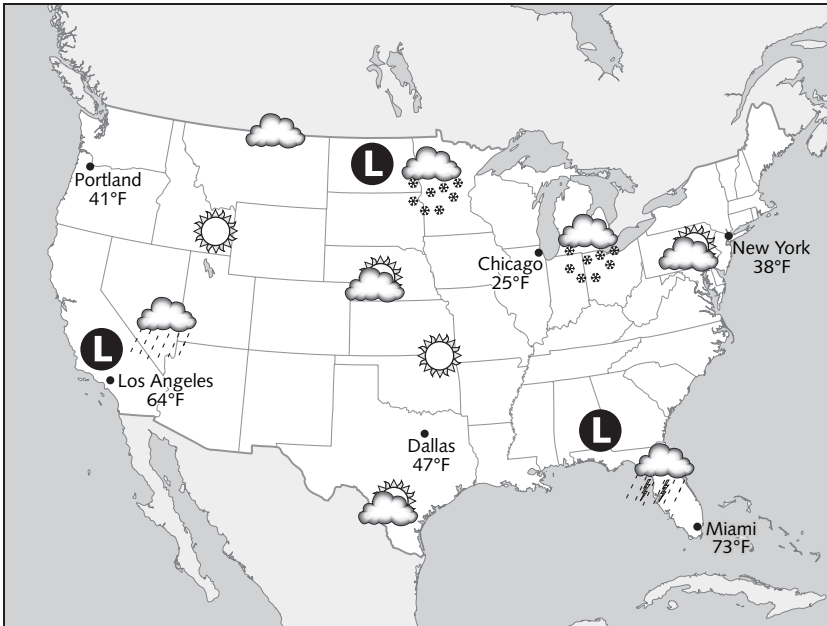 L
Portland
41°F
New York
38°F
Chicago
25°F
L
Los Angeles
64°F
L
Dallas
47°F
Miami
73°F